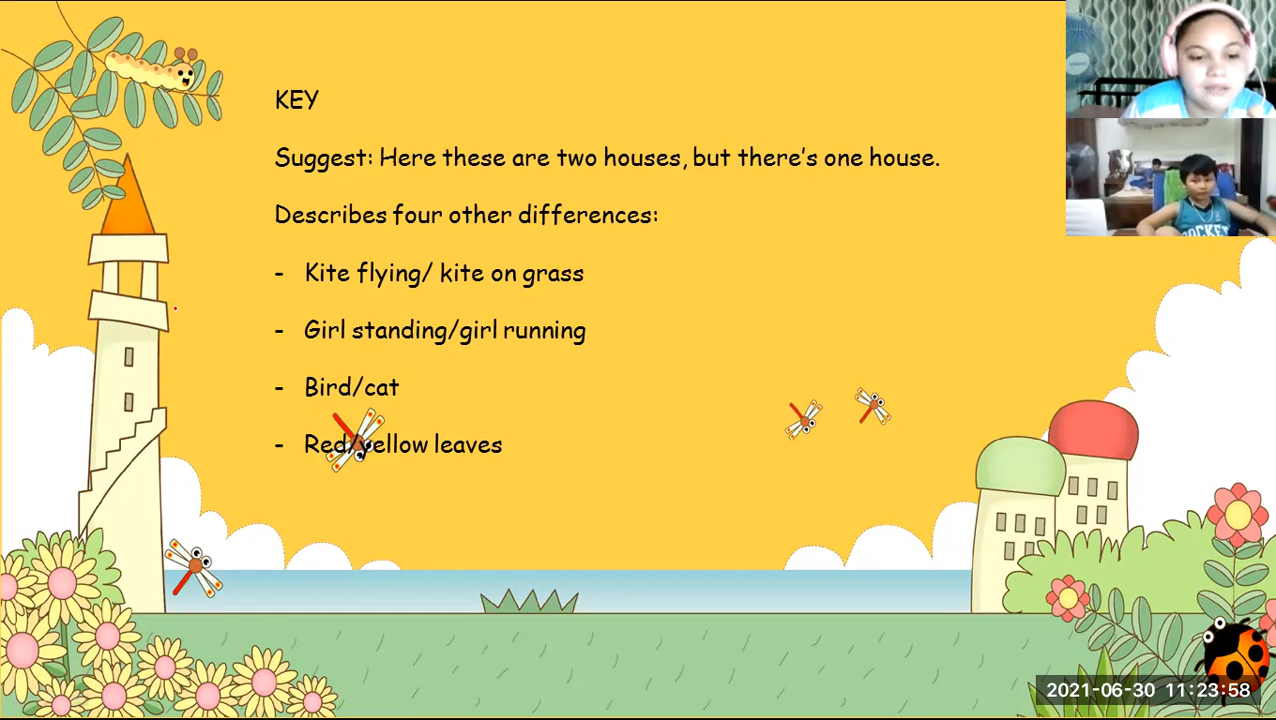 KEY
Suggest: Here these are two houses, but there's one house.
Describes four other differences:
- Kite flying/ kite on grass
- Girl standing/girl running
- Bird/cat
- Red/yellow leaves
2021-06-30 11:23:58